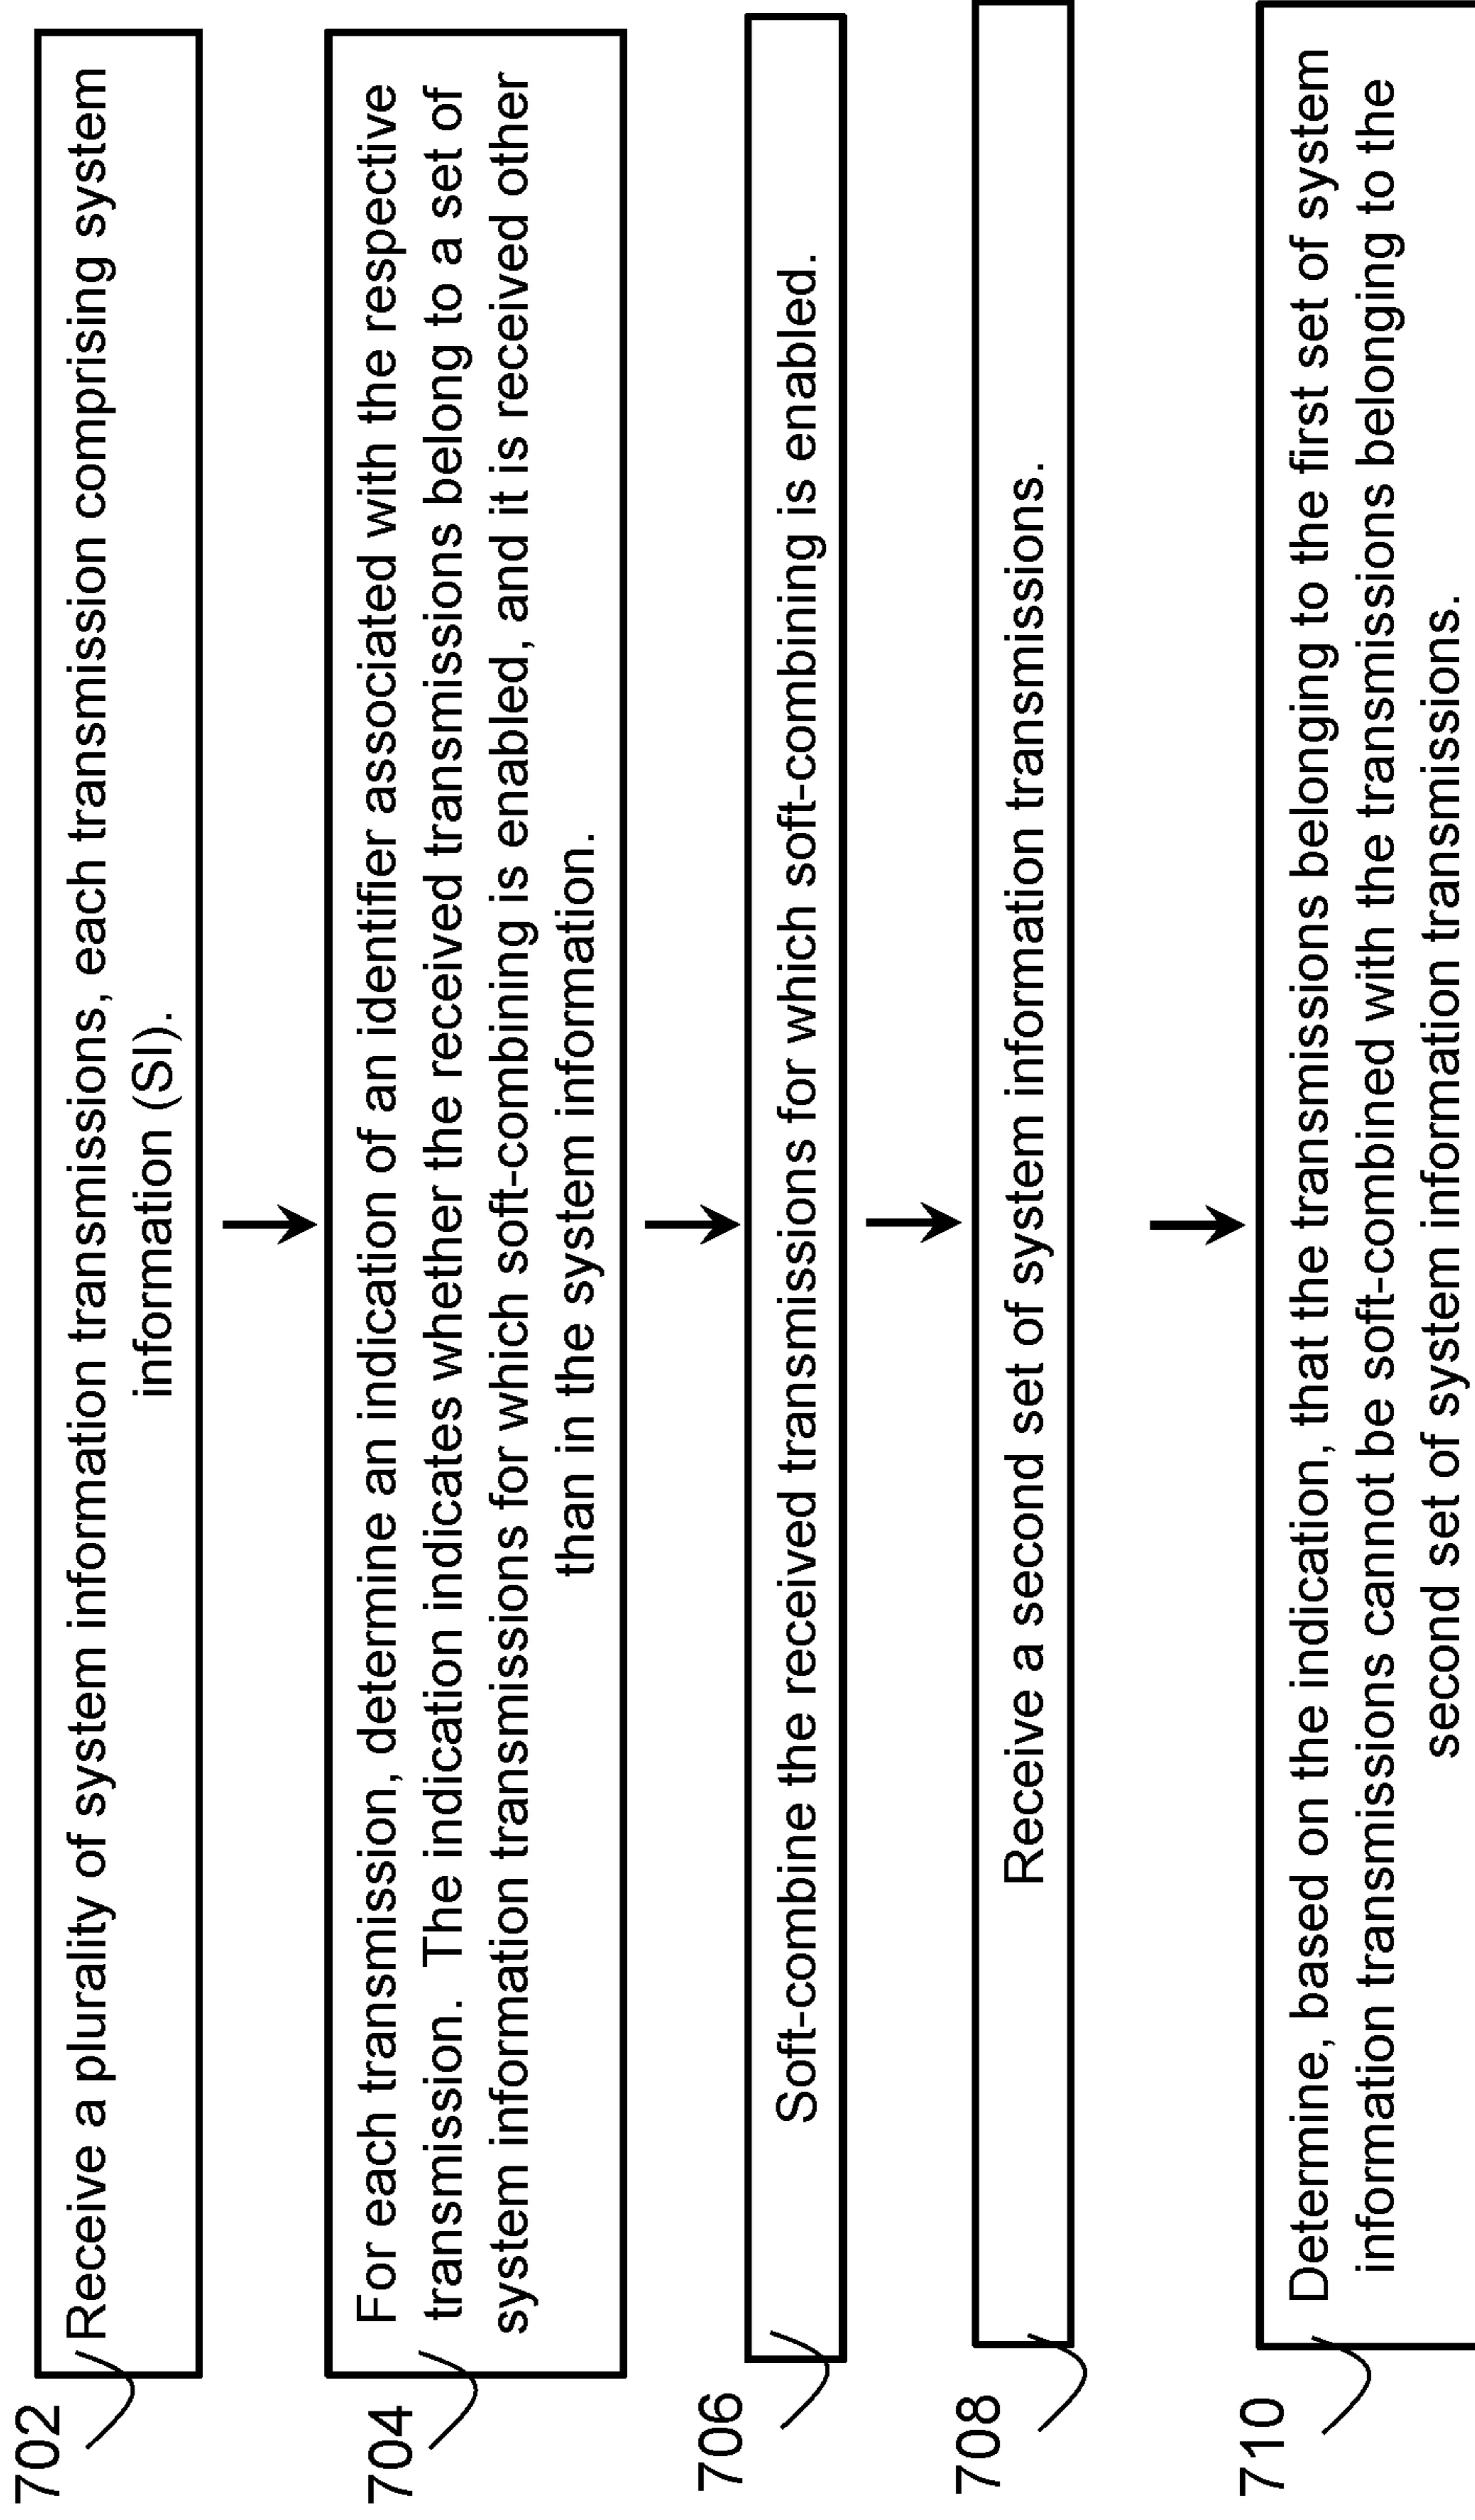 702
Receive a plurality of system information transmissions, each transmission comprising system
information (SI).
704
For each transmission, determine an indication of an identifier associated with the respective
transmission. The indication indicates whether the received transmissions belong to a set of
system information transmissions for which soft-combining is enabled, and it is received other
than in the system information.
706
Soft-combine the received transmissions for which soft-combining is enabled.
708
Receive a second set of system information transmissions.
710
Determine, based on the indication, that the transmissions belonging to the first set of system
information transmissions cannot be soft-combined with the transmissions belonging to the
second set of system information transmissions.